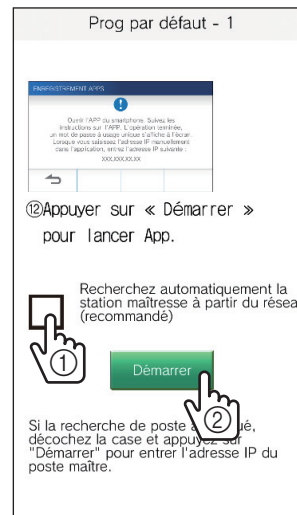 Prog par défaut - 1
ENREGISTREMENT APPS
Ouvrir l'APP du smartphone. Suivez les
instructions sur l'APP. L'opération terminée,
un mot de passe à usage unique s'affiche à l'écran.
Lorsque vous saisissez l'adresse IP manuellement
dans l'application, entrez l'adresse IP suivante :
XXX.XXX.XX.XX
⑫Appuyer sur « Démarrer »
pour lancer App.
Recherchez automatiquement la
station maîtresse à partir du résea
(recommandé)
①
Démarrer
②
Si la recherche de poste a ué,
décochez la case et appuyez sur
"Démarrer" pour entrer l'adresse IP du
poste maître.